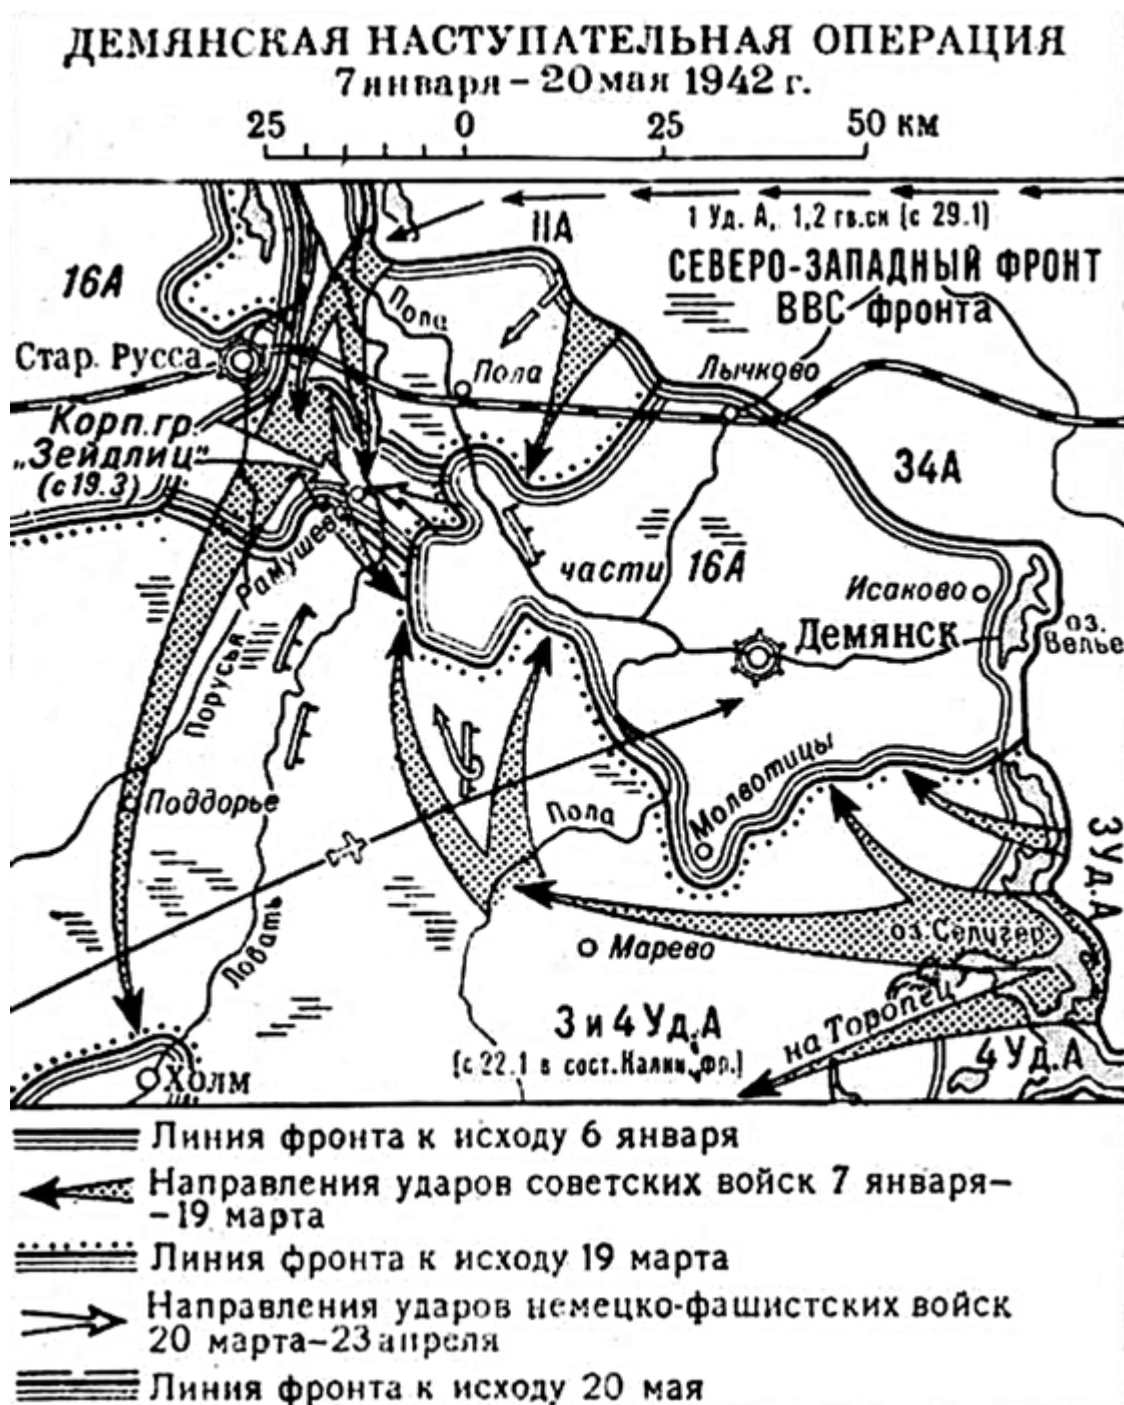 ДЕМЯНСКАЯ НАСТУПАТЕЛЬНАЯ ОПЕРАЦИЯ
7 января – 20 мая 1942 г.
25 0 25 50 км
1 Уд. А, 1,2 гв.ск (с 29.1)
11А
СЕВЕРО-ЗАПАДНЫЙ ФРОНТ
ВВС фронта
16А
Пола
Стар. Русса
Пола
Лычково
Корп. гр.
„Зейдлиц"
(с 19.3)
34А
Рамушево
части 16А
Исаково
Демянск
оз.
Велье
Порусья
Поддорье
Пола
Молвотицы
3 Уд. А
Ловать
Марево
оз. Селигер
3 и 4 Уд. А
(с 22.1 в сост. Калин. фр.)
на Торопец
4 Уд. А
Холм
Линия фронта к исходу 6 января
Направления ударов советских войск 7 января–
–19 марта
Линия фронта к исходу 19 марта
Направления ударов немецко-фашистских войск
20 марта–23 апреля
Линия фронта к исходу 20 мая